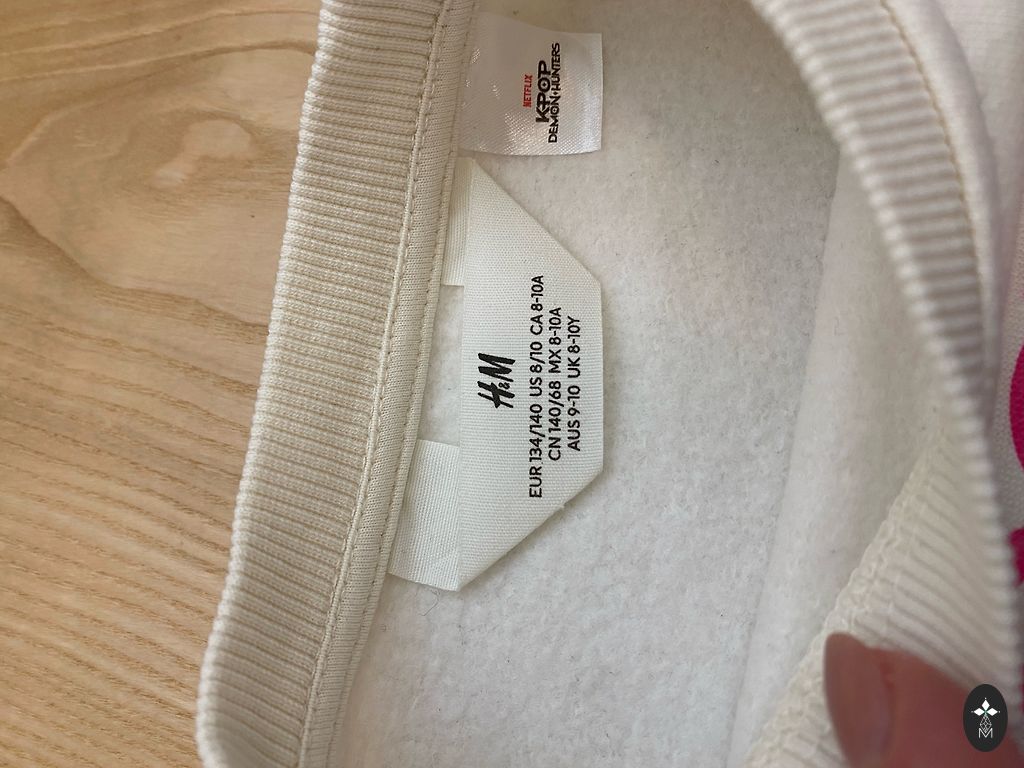 NETFLIX
KPOP
DEMON HUNTERS
H&M
EUR 134/140 US 8/10 CA 8-10A
CN 140/68 MX 8-10A
AUS 9-10 UK 8-10Y
M